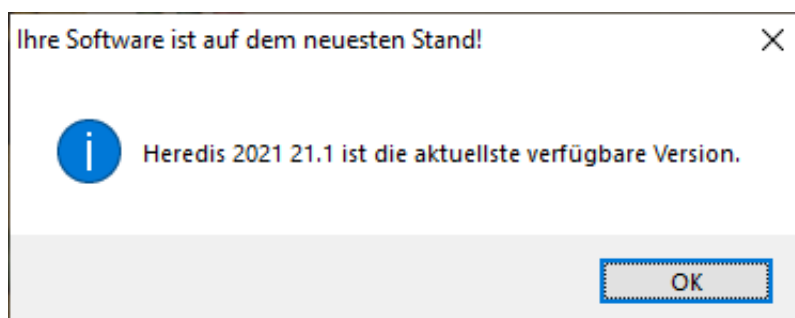 Ihre Software ist auf dem neuesten Stand!
Heredis 2021 21.1 ist die aktuellste verfügbare Version.
OK